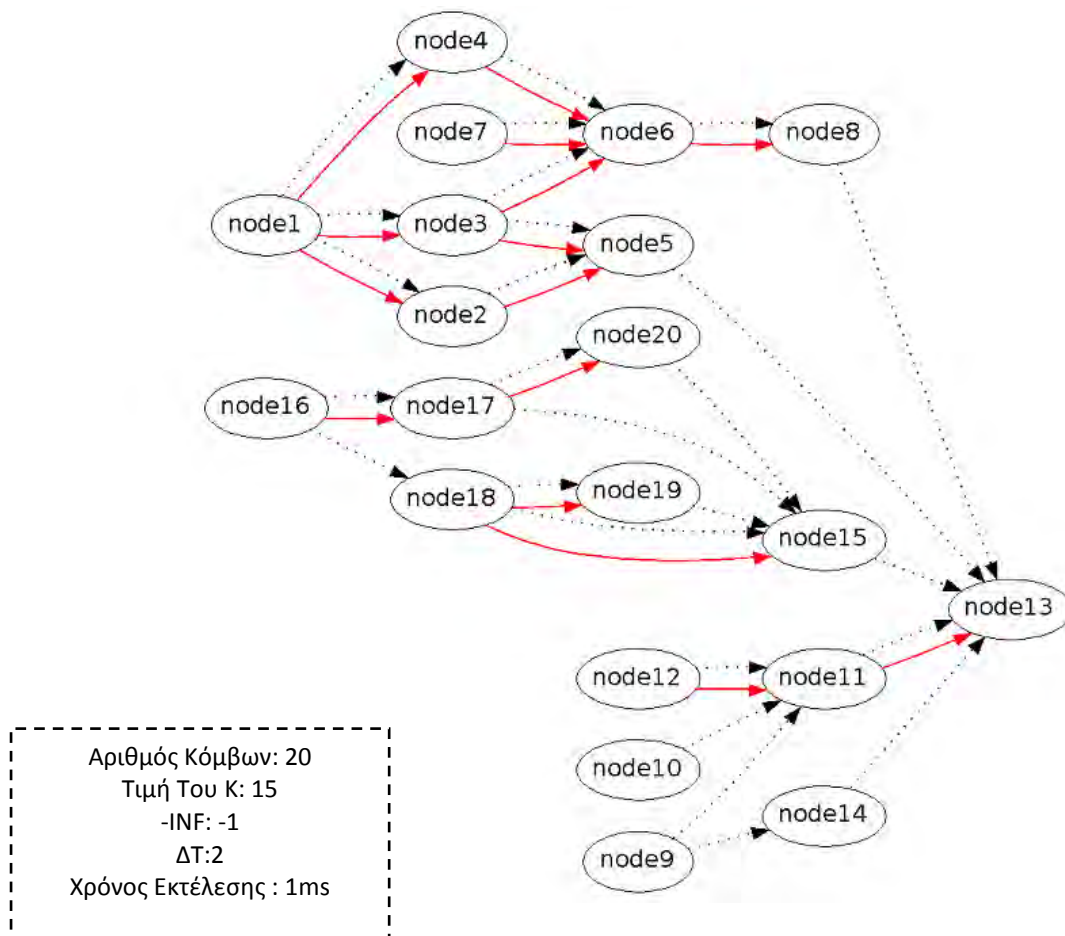 node4
node7
node6
node8
node1
node3
node5
node2
node20
node16
node17
node18
node19
node15
node13
node12
node11
node10
node14
node9
Αριθμός Κόμβων: 20
Τιμή Του Κ: 15
-INF: -1
ΔΤ:2
Χρόνος Εκτέλεσης : 1ms